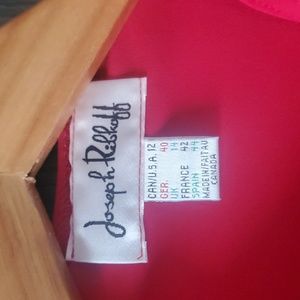 Joseph Ribkoff
CAN/U.S.A. 12
GER. 40
UK 14
FRANCE 42
SPAIN 44
MADE IN/FAIT AU
CANADA